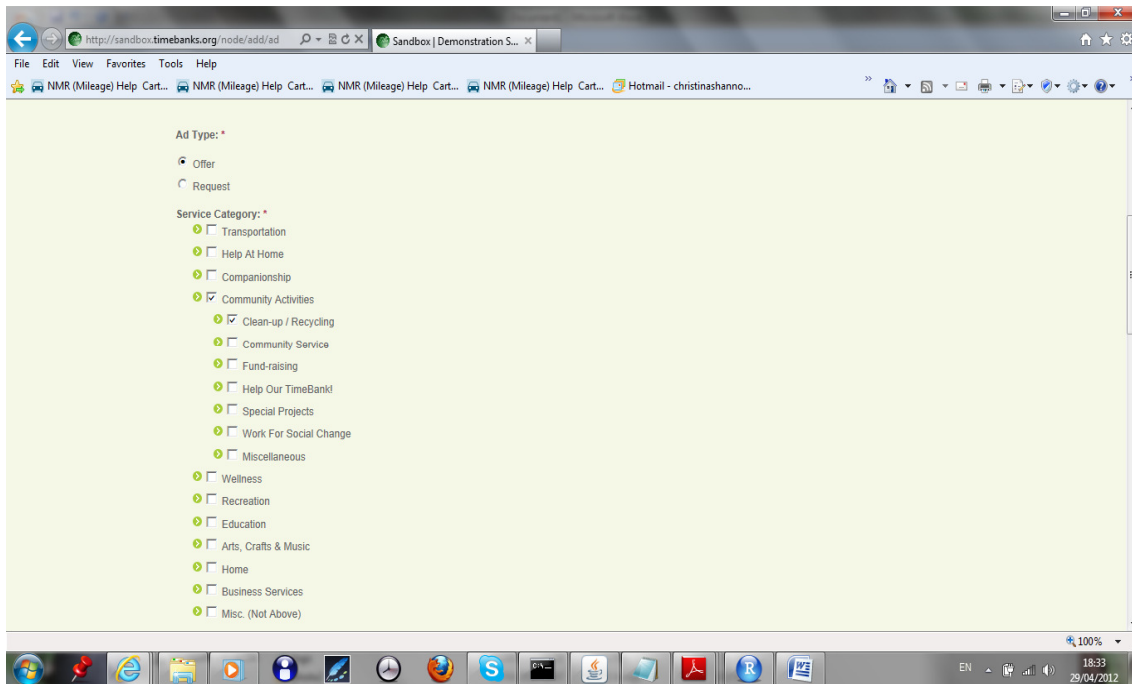 http://sandbox.timebanks.org/node/add/ad
Sandbox | Demonstration S...
File Edit View Favorites Tools Help
NMR (Mileage) Help Cart... NMR (Mileage) Help Cart... NMR (Mileage) Help Cart... NMR (Mileage) Help Cart... Hotmail - christinashanno...
Ad Type: *
Offer
Request
Service Category: *
Transportation
Help At Home
Companionship
Community Activities
Clean-up / Recycling
Community Service
Fund-raising
Help Our TimeBank!
Special Projects
Work For Social Change
Miscellaneous
Wellness
Recreation
Education
Arts, Crafts & Music
Home
Business Services
Misc. (Not Above)
100%
EN
18:33
29/04/2012